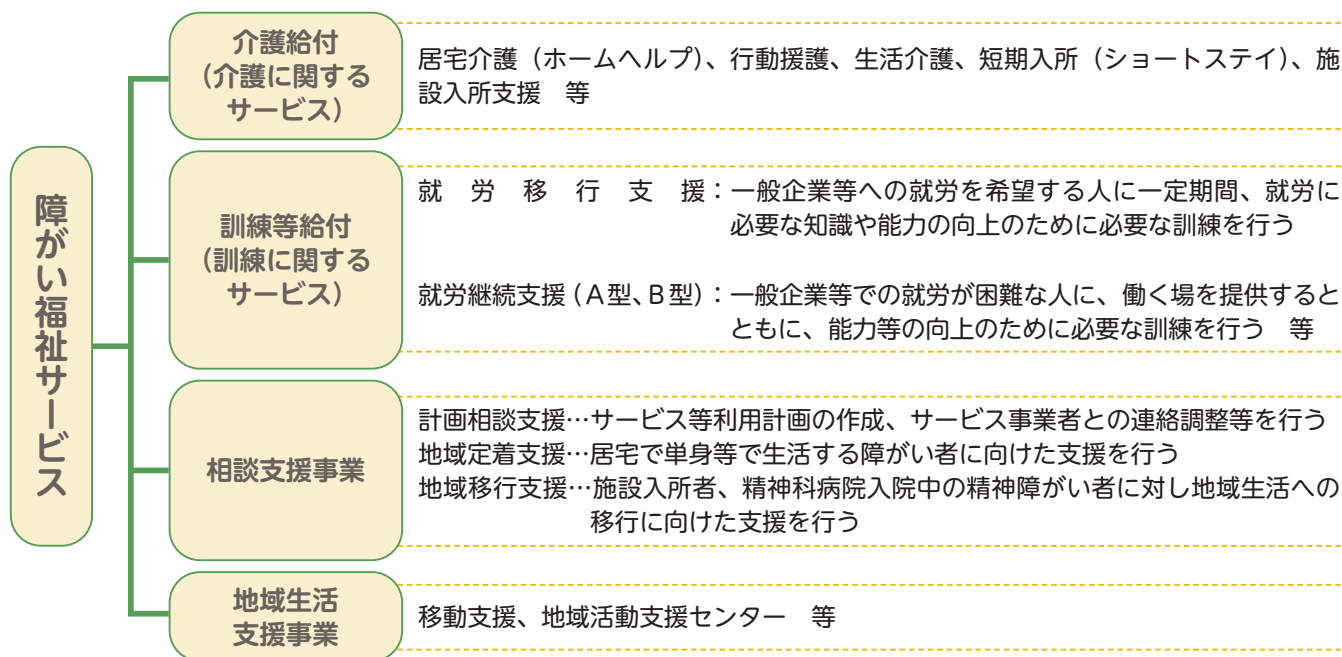 障がい福祉サービス
介護給付
（介護に関する
サービス）
居宅介護（ホームヘルプ）、行動援護、生活介護、短期入所（ショートステイ）、施
設入所支援　等
訓練等給付
（訓練に関する
サービス）
就労移行支援：一般企業等への就労を希望する人に一定期間、就労に
必要な知識や能力の向上のために必要な訓練を行う
就労継続支援（A型、B型）：一般企業等での就労が困難な人に、働く場を提供すると
ともに、能力等の向上のために必要な訓練を行う　等
相談支援事業
計画相談支援…サービス等利用計画の作成、サービス事業者との連絡調整等を行う
地域定着支援…居宅で単身等で生活する障がい者に向けた支援を行う
地域移行支援…施設入所者、精神科病院入院中の精神障がい者に対し地域生活への
移行に向けた支援を行う
地域生活
支援事業
移動支援、地域活動支援センター　等